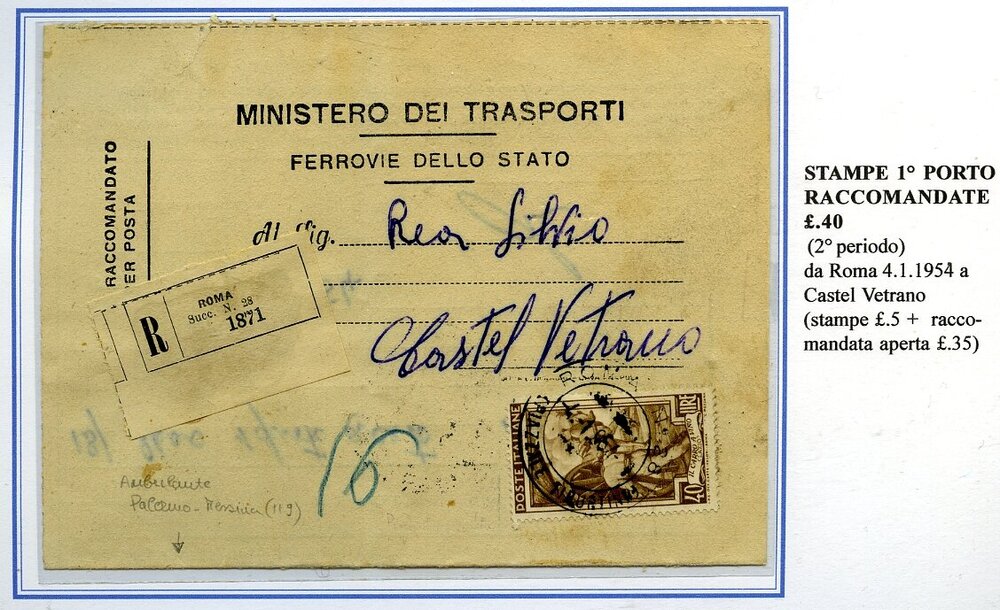 MINISTERO DEI TRASPORTI
FERROVIE DELLO STATO
RACCOMANDATO
PER POSTA
Al Sig. Rea Silvio
Castel Vetrano
R
ROMA
Succ. N. 28
1871
16
POSTE ITALIANE
LIRE
40
Ambulante
Palermo-Messina (119)
STAMPE 1° PORTO
RACCOMANDATE
£.40
(2° periodo)
da Roma 4.1.1954 a
Castel Vetrano
(stampe £.5 + racco-
mandata aperta £.35)